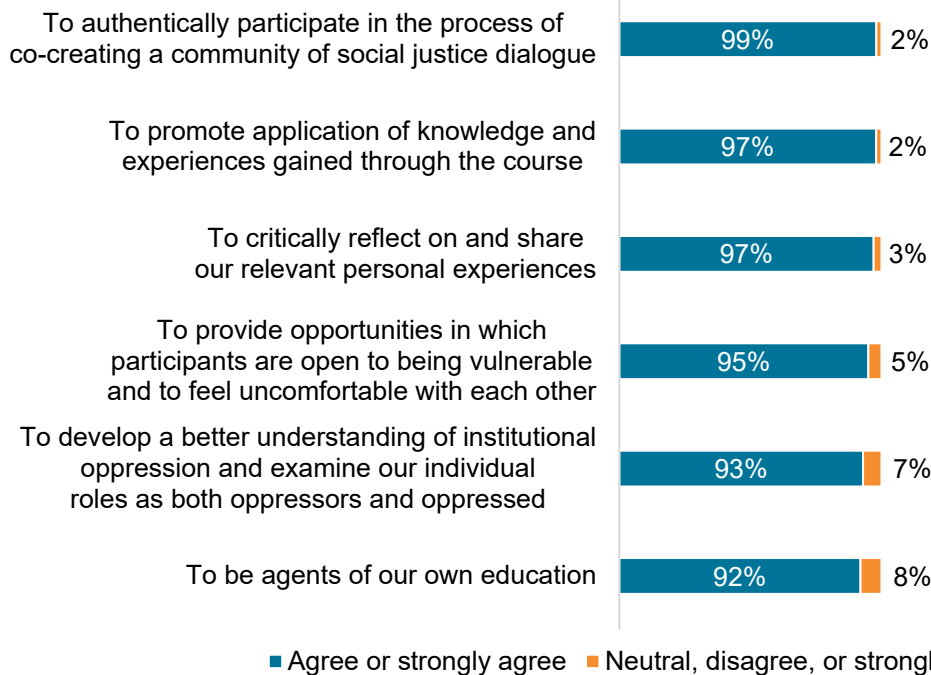 To authentically participate in the process of
co-creating a community of social justice dialogue
99%
2%
To promote application of knowledge and
experiences gained through the course
97%
2%
To critically reflect on and share
our relevant personal experiences
97%
3%
To provide opportunities in which
participants are open to being vulnerable
and to feel uncomfortable with each other
95%
5%
To develop a better understanding of institutional
oppression and examine our individual
roles as both oppressors and oppressed
93%
7%
To be agents of our own education
92%
8%
Agree or strongly agree
Neutral, disagree, or strongl